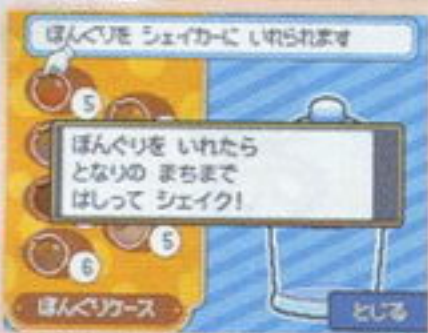 ぼんぐりを シェイカーに いれられます
5
ぼんぐりを いれたら
となりの まちまで
はしって シェイク！
5
6
ぼんぐりケース
とじる